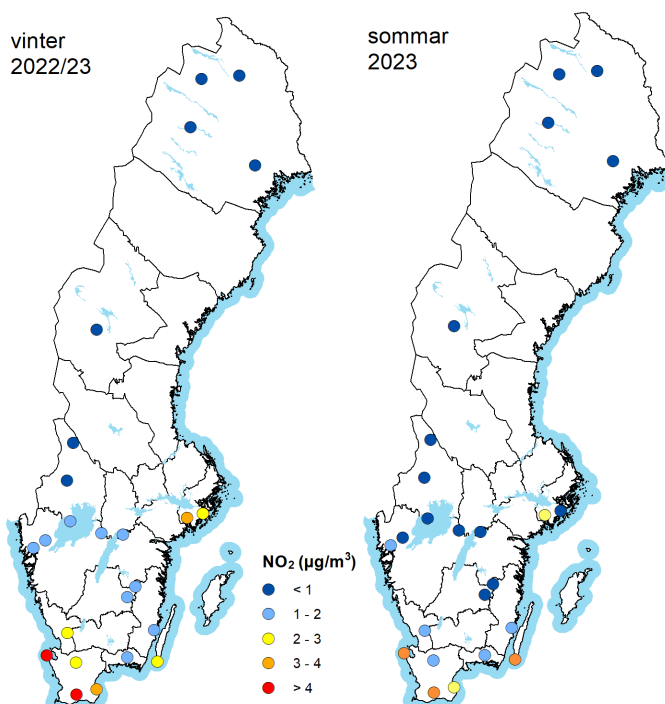 vinter
2022/23
sommar
2023
NO₂ (µg/m³)
< 1
1 - 2
2 - 3
3 - 4
> 4